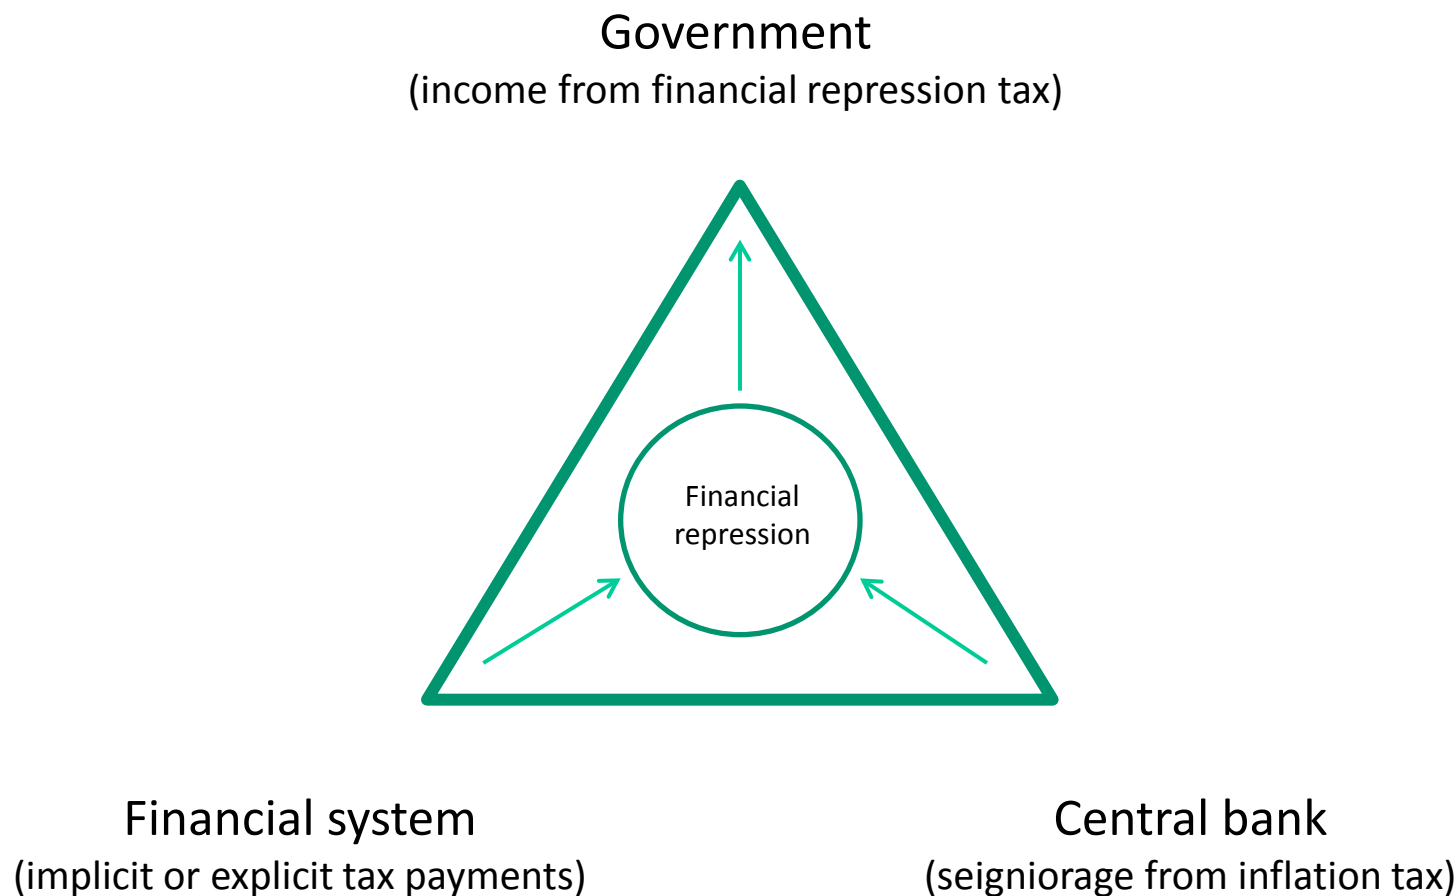 Government
(income from financial repression tax)
Financial
repression
Financial system
(implicit or explicit tax payments)
Central bank
(seigniorage from inflation tax)